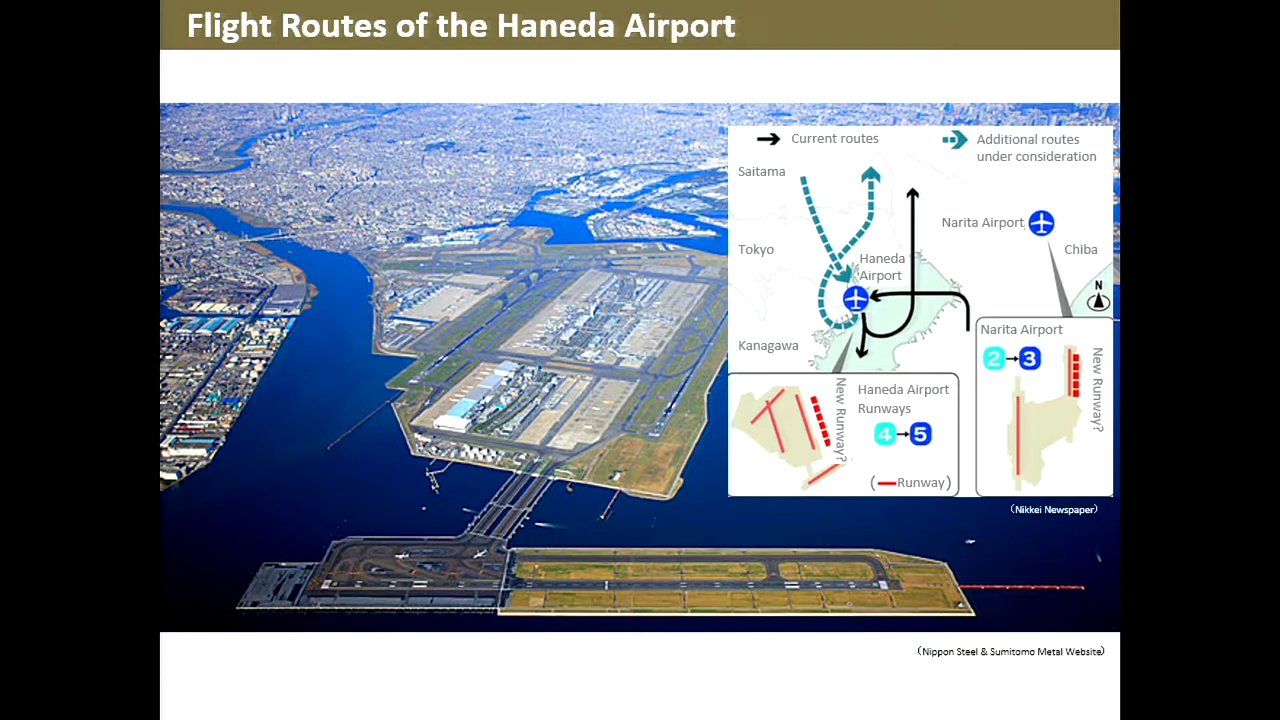 Flight Routes of the Haneda Airport
Current routes
Additional routes
under consideration
Saitama
Narita Airport
Tokyo
Chiba
Haneda
Airport
N
Kanagawa
Narita Airport
2 3
New Runway?
New Runway?
Haneda Airport
Runways
4 5
( Runway)
(Nikkei Newspaper)
(Nippon Steel & Sumitomo Metal Website)